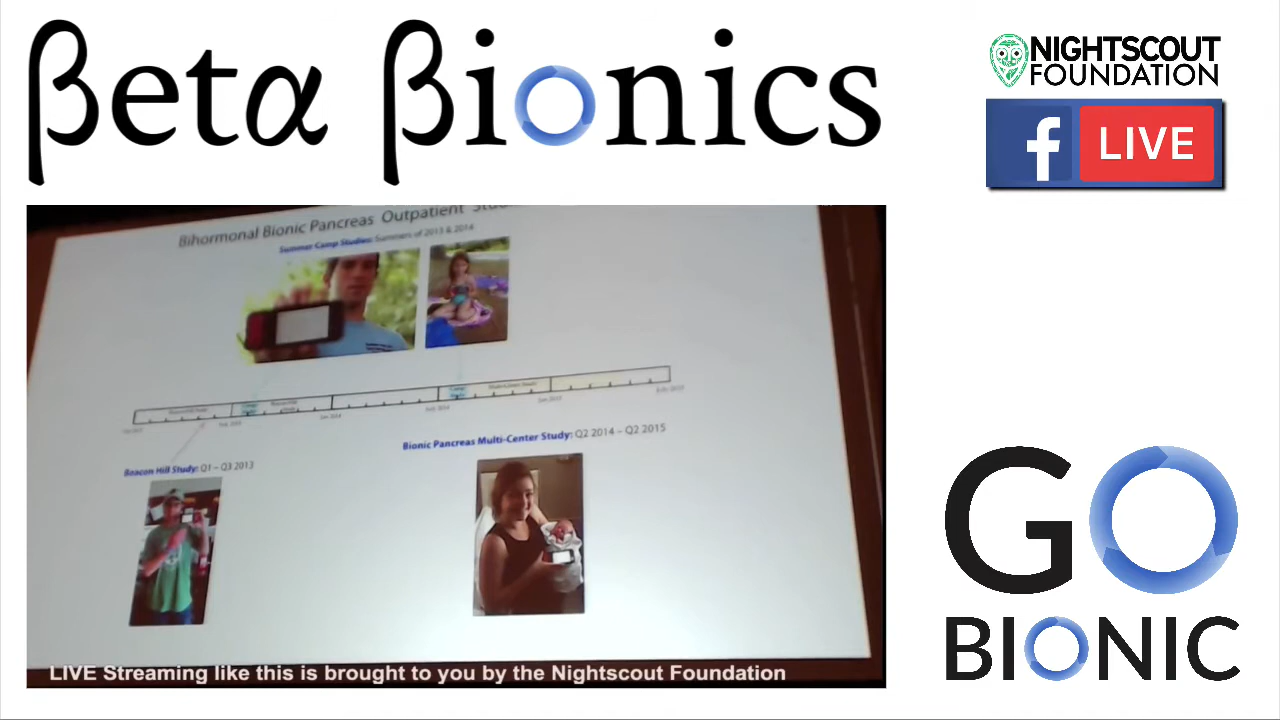 βetα βionics
NIGHTSCOUT
FOUNDATION
f LIVE
Bihormonal Bionic Pancreas Outpatient
Summer Camp Studies: Summers of 2013 & 2014
Bionic Pancreas Multi-Center Study: Q2 2014 – Q2 2015
Beacon Hill Study: Q1 – Q3 2013
GO
BIONIC
LIVE Streaming like this is brought to you by the Nightscout Foundation